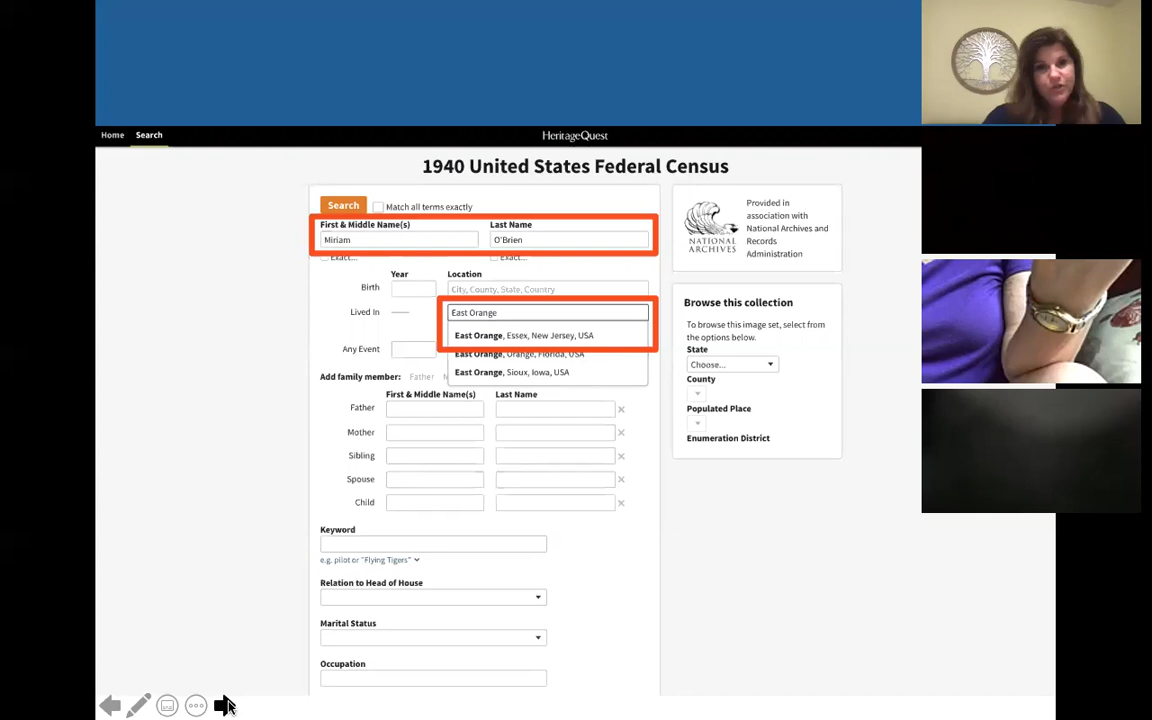 Home Search
HeritageQuest
1940 United States Federal Census
Search Match all terms exactly
First & Middle Name(s) Last Name
Miriam O'Brien
Exact... Exact...
Year Location
Birth City, County, State, Country
Lived In East Orange
East Orange, Essex, New Jersey, USA
Any Event East Orange, Orange, Florida, USA
East Orange, Sioux, Iowa, USA
Add family member: Father
First & Middle Name(s) Last Name
Father
Mother
Sibling
Spouse
Child
Keyword
e.g. pilot or "Flying Tigers"
Relation to Head of House
Marital Status
Occupation
NATIONAL
ARCHIVES
Provided in
association with
National Archives and
Records
Administration
Browse this collection
To browse this image set, select from
the options below.
State
Choose...
County
Populated Place
Enumeration District